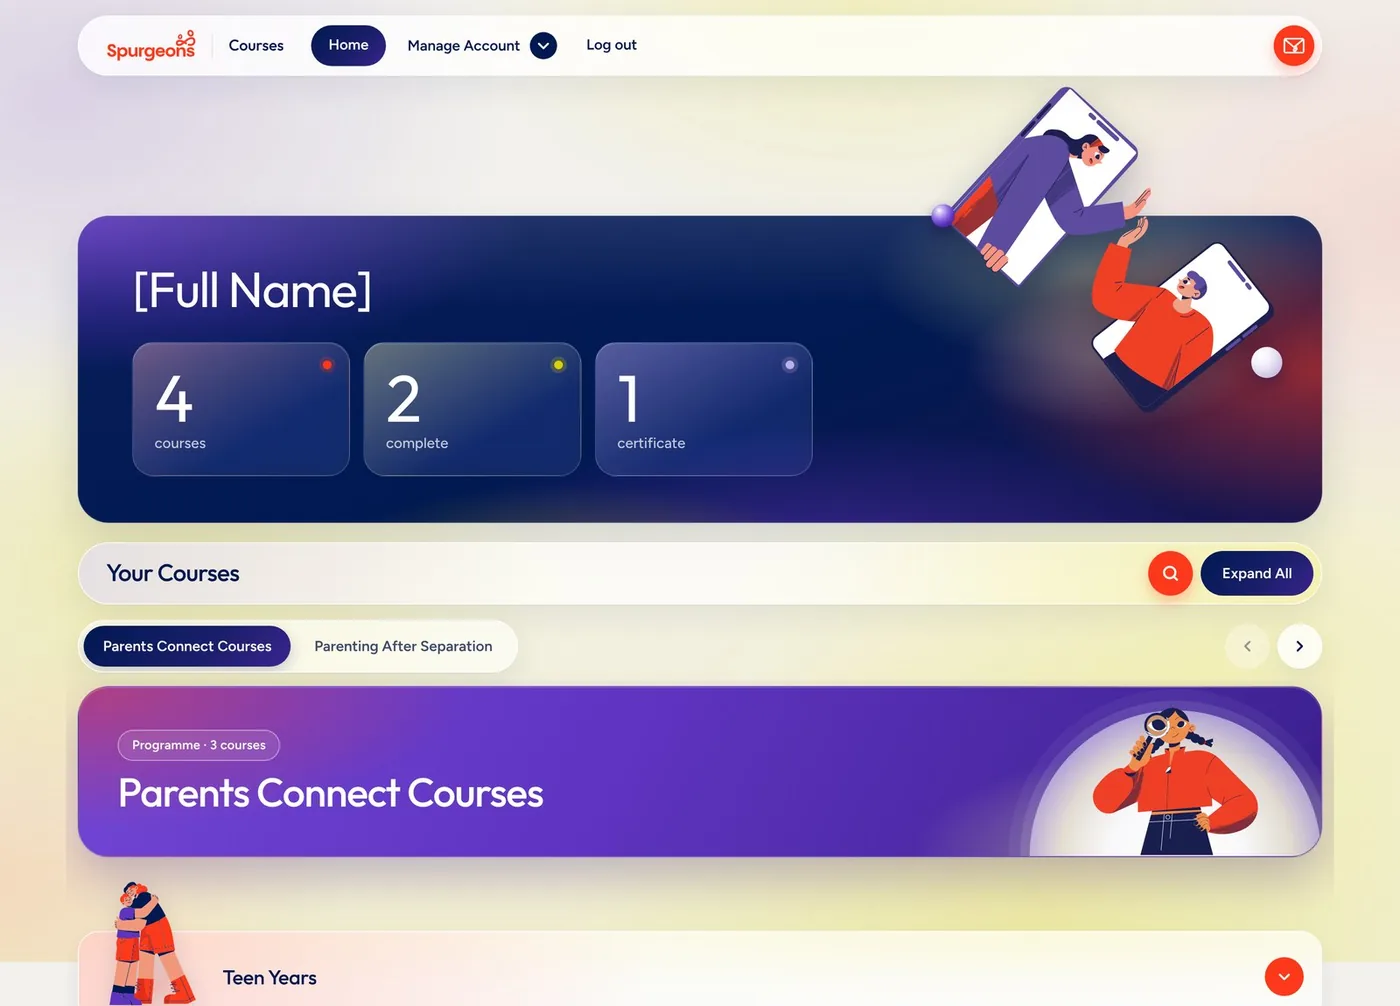 Spurgeons
Courses
Home
Manage Account
Log out
[Full Name]
4
courses
2
complete
1
certificate
Your Courses
Expand All
Parents Connect Courses
Parenting After Separation
Programme · 3 courses
Parents Connect Courses
Teen Years